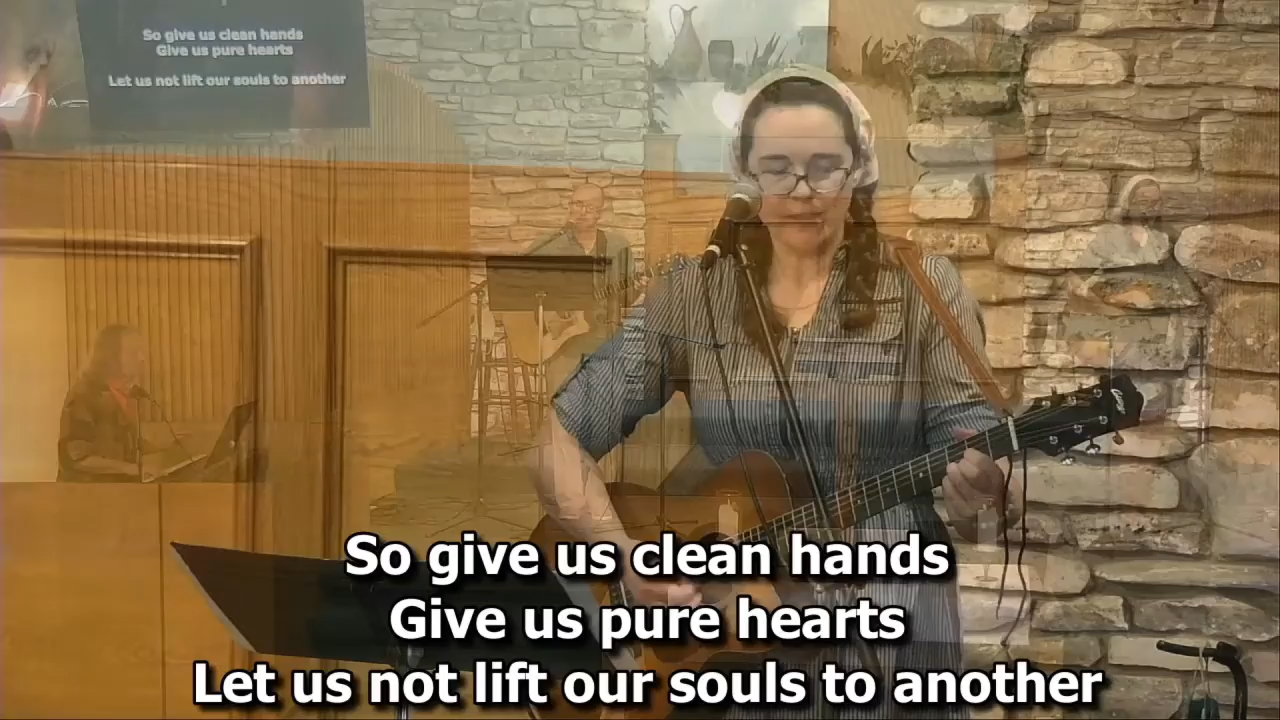 So give us clean hands
Give us pure hearts
Let us not lift our souls to another
So give us clean hands
Give us pure hearts
Let us not lift our souls to another